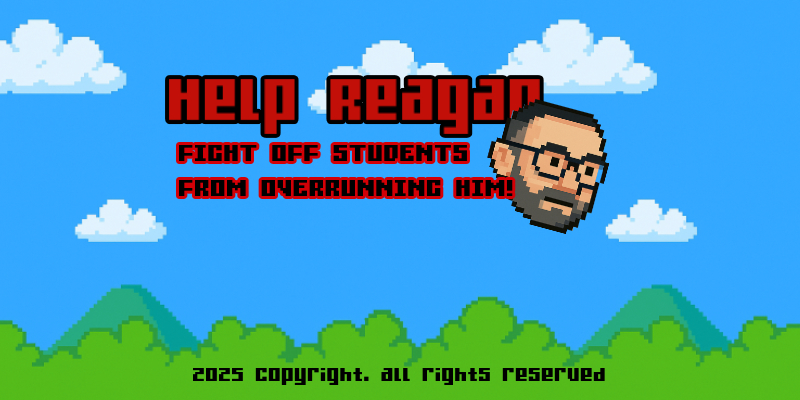 Help Reagan
FIGHT OFF STUDENTS
FROM OVERRUNNING HIM!
2025 Copyright. all rights reserved